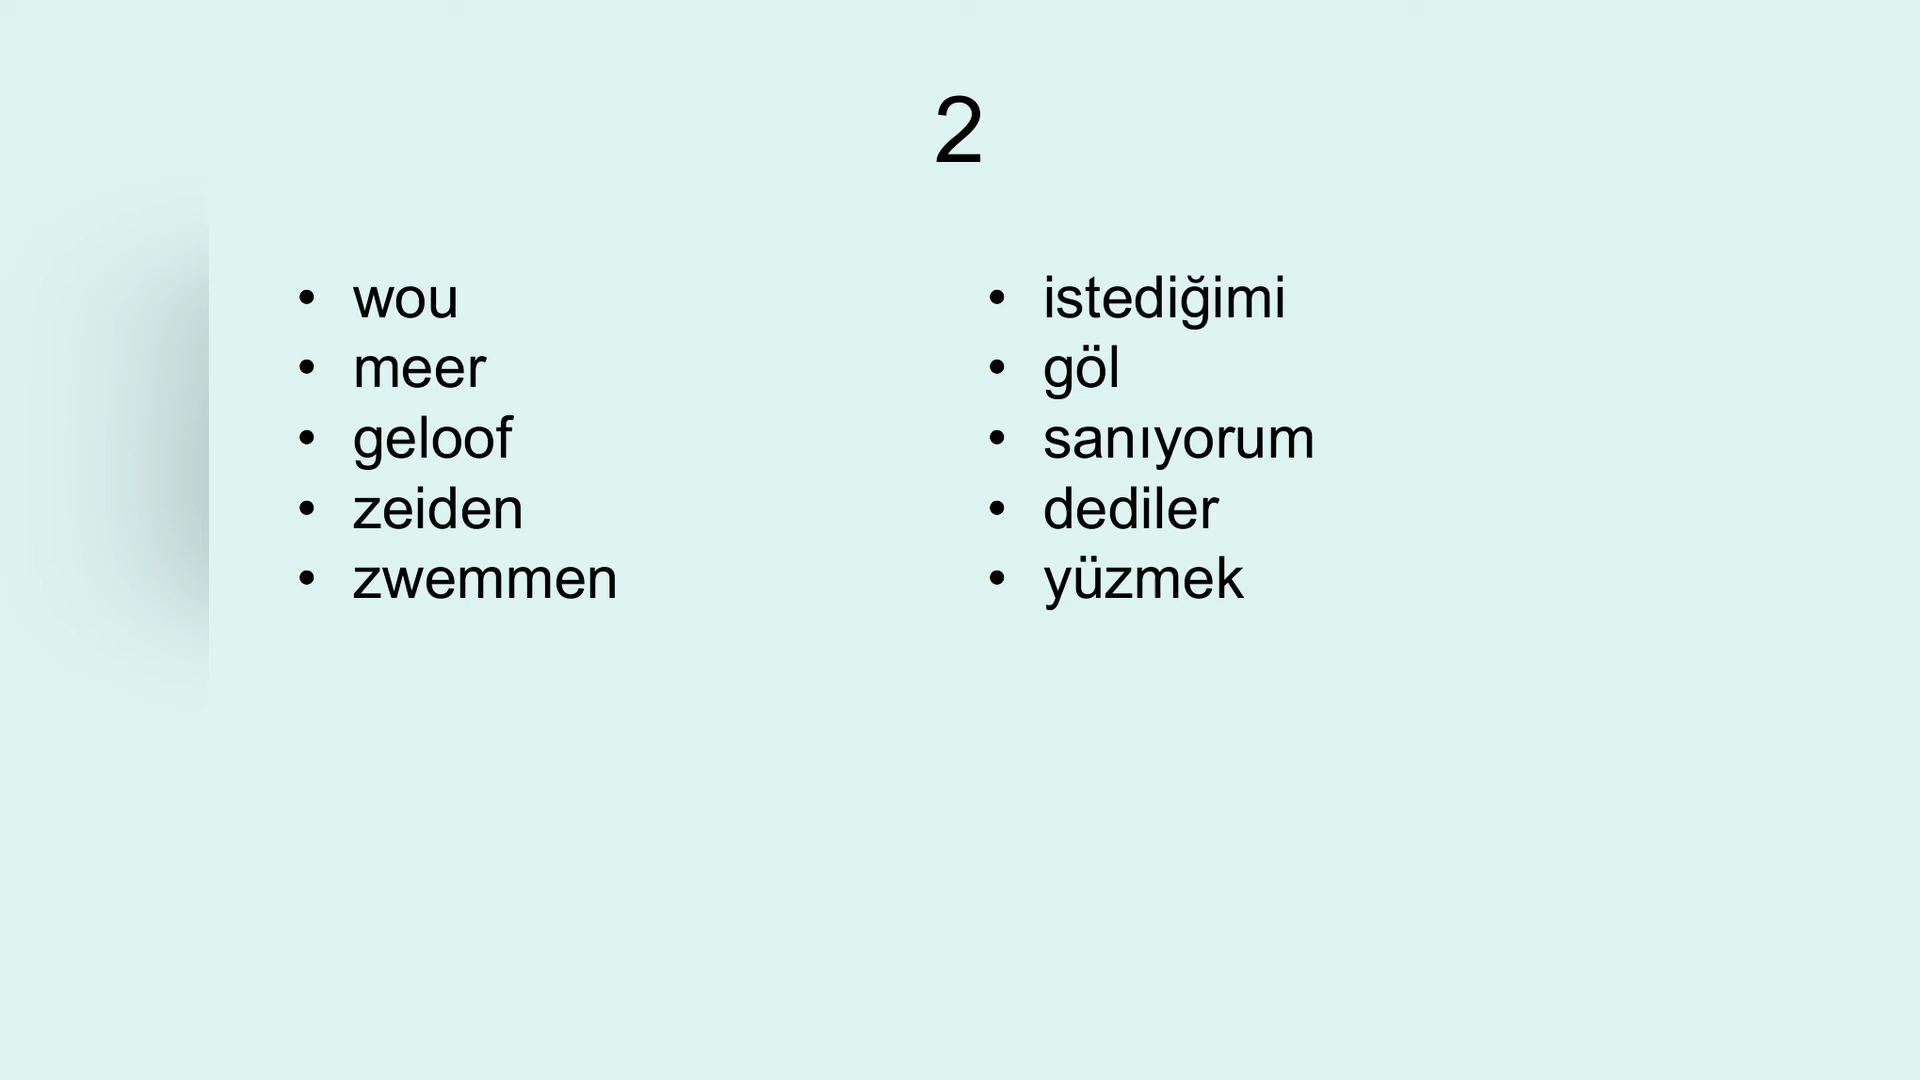 2
• wou
• meer
• geloof
• zeiden
• zwemmen
• istediğimi
• göl
• sanıyorum
• dediler
• yüzmek